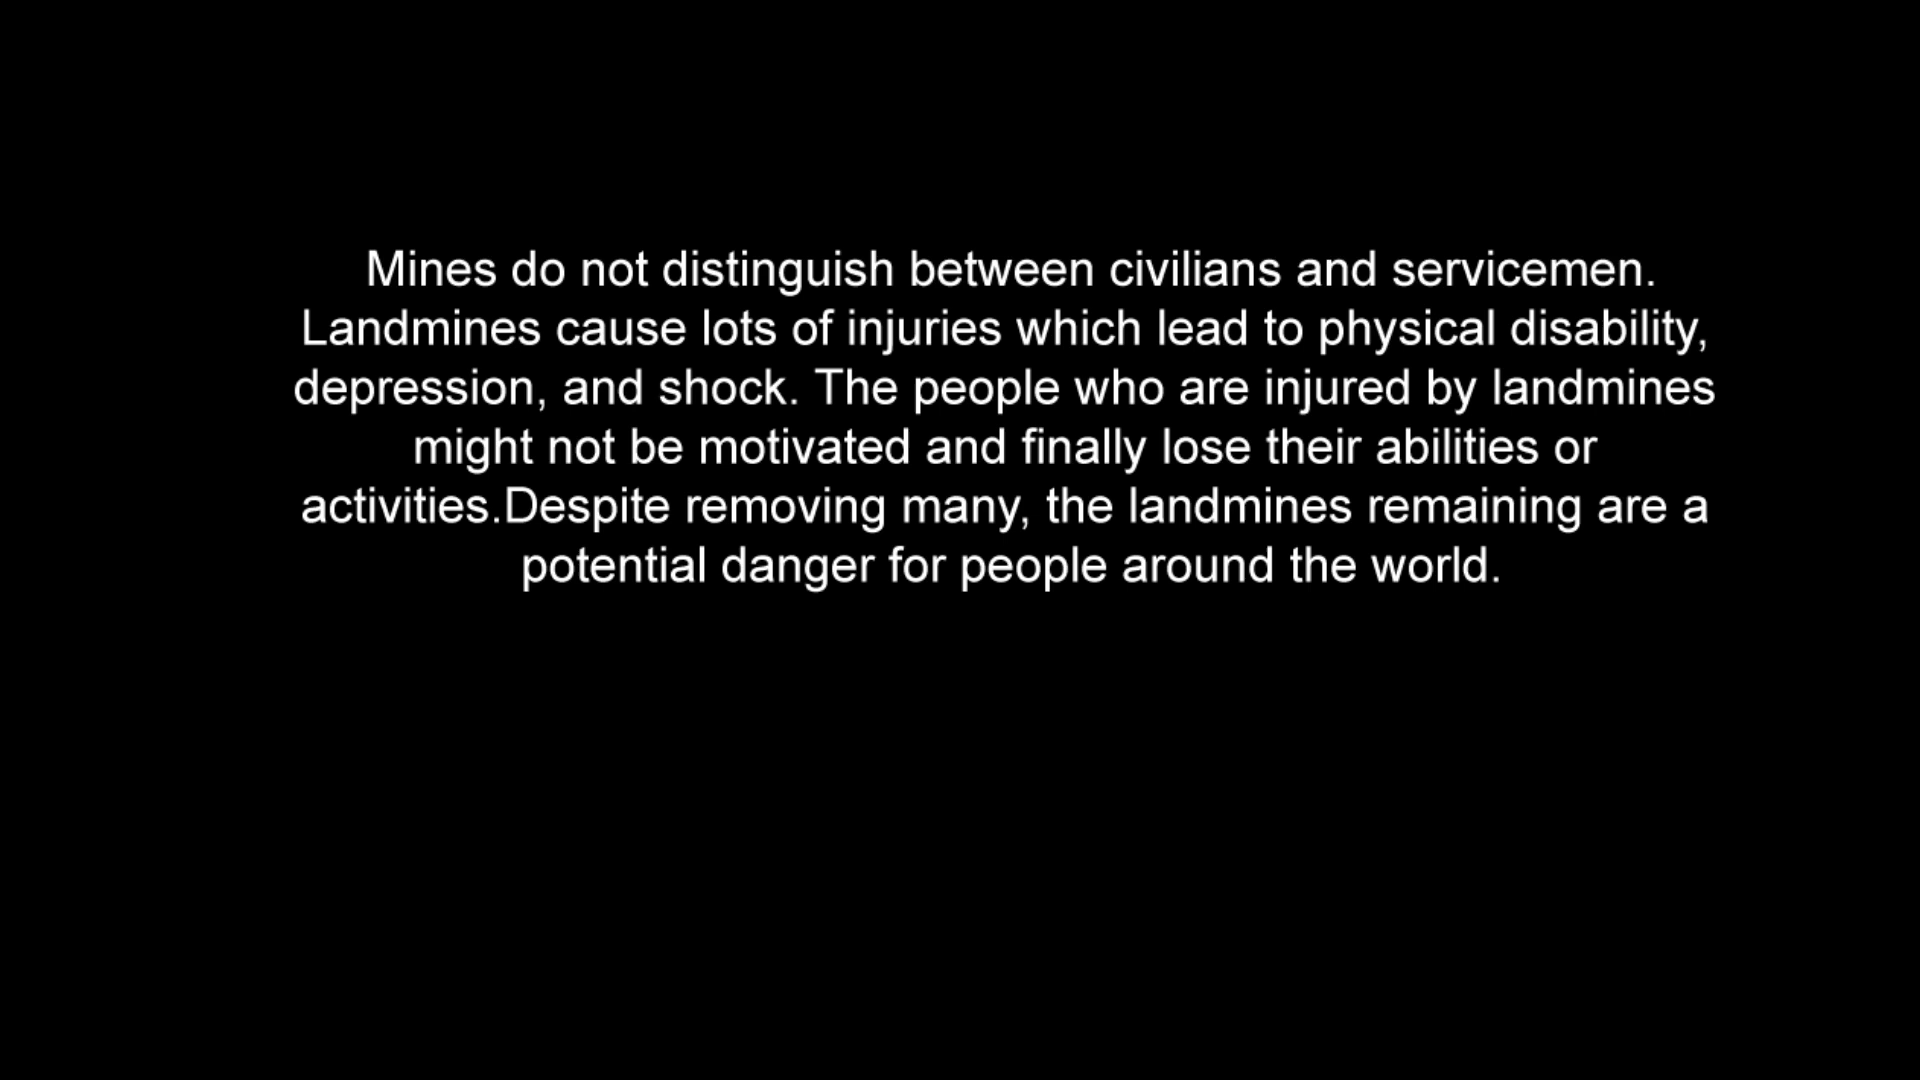 Mines do not distinguish between civilians and servicemen.
Landmines cause lots of injuries which lead to physical disability,
depression, and shock. The people who are injured by landmines
might not be motivated and finally lose their abilities or
activities.Despite removing many, the landmines remaining are a
potential danger for people around the world.